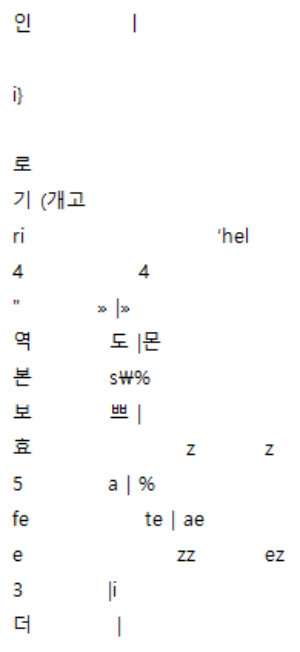 인 |
i}
로
기 (개고
ri 'hel
4 4
" » |»
역 도 |몬
본 s₩%
보 쁘 |
효 z z
5 a | %
fe te | ae
e zz ez
3 |i
더 |